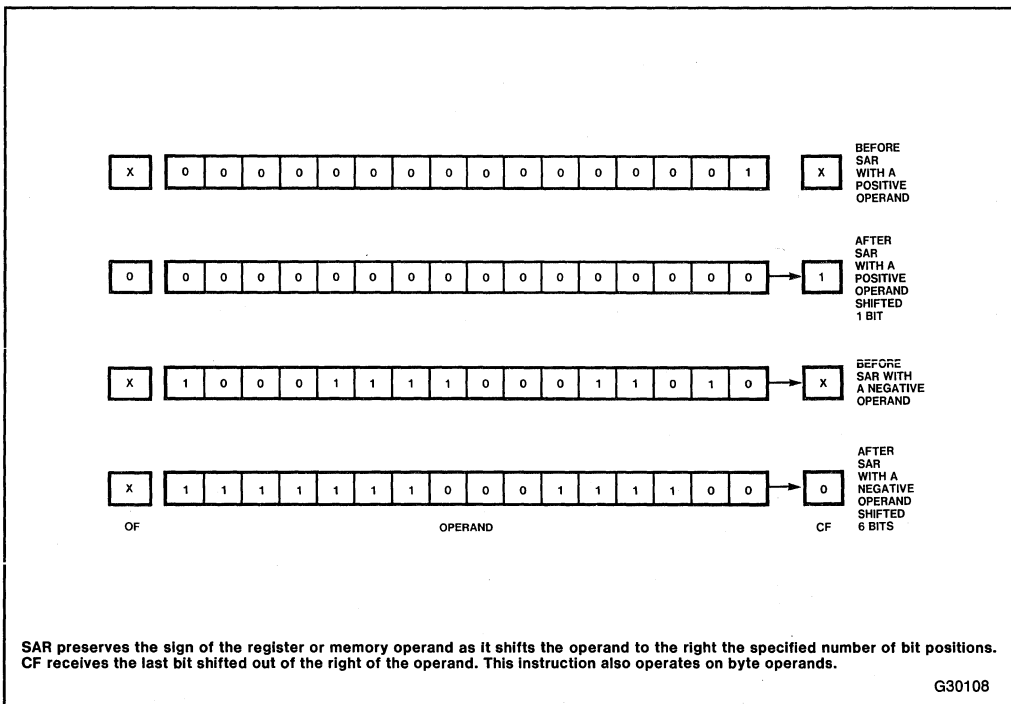 X 0 0 0 0 0 0 0 0 0 0 0 0 0 0 0 1 X
BEFORE
SAR
WITH A
POSITIVE
OPERAND
0 0 0 0 0 0 0 0 0 0 0 0 0 0 0 0 0 1
AFTER
SAR
WITH A
POSITIVE
OPERAND
SHIFTED
1 BIT
X 1 0 0 0 1 1 1 1 0 0 0 1 1 0 1 0 X
BEFORE
SAR WITH
A NEGATIVE
OPERAND
X 1 1 1 1 1 1 1 0 0 0 1 1 1 1 0 0 0
AFTER
SAR
WITH A
NEGATIVE
OPERAND
SHIFTED
6 BITS
OF OPERAND CF
SAR preserves the sign of the register or memory operand as it shifts the operand to the right the specified number of bit positions.
CF receives the last bit shifted out of the right of the operand. This instruction also operates on byte operands.
G30108